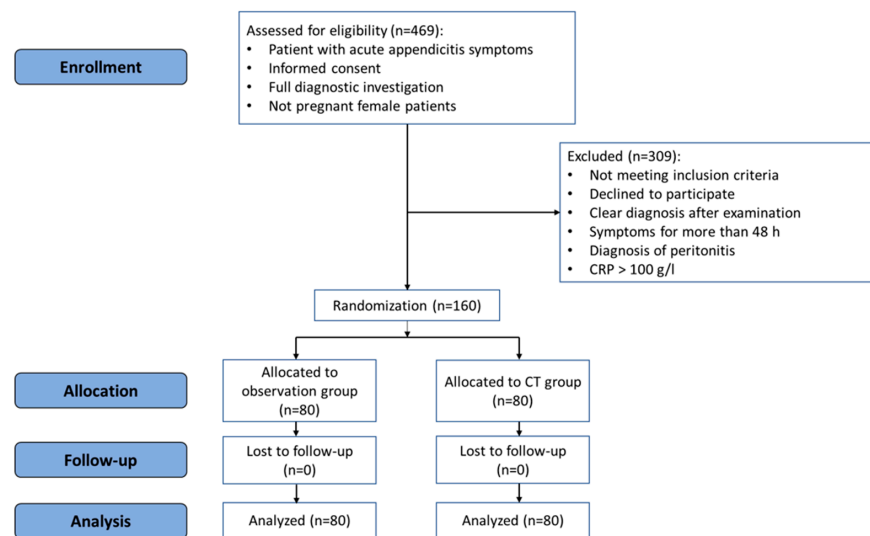 Enrollment
Assessed for eligibility (n=469):
• Patient with acute appendicitis symptoms
• Informed consent
• Full diagnostic investigation
• Not pregnant female patients
Excluded (n=309):
• Not meeting inclusion criteria
• Declined to participate
• Clear diagnosis after examination
• Symptoms for more than 48 h
• Diagnosis of peritonitis
• CRP > 100 g/l
Randomization (n=160)
Allocation
Allocated to
observation group
(n=80)
Allocated to CT group
(n=80)
Follow-up
Lost to follow-up
(n=0)
Lost to follow-up
(n=0)
Analysis
Analyzed (n=80)
Analyzed (n=80)